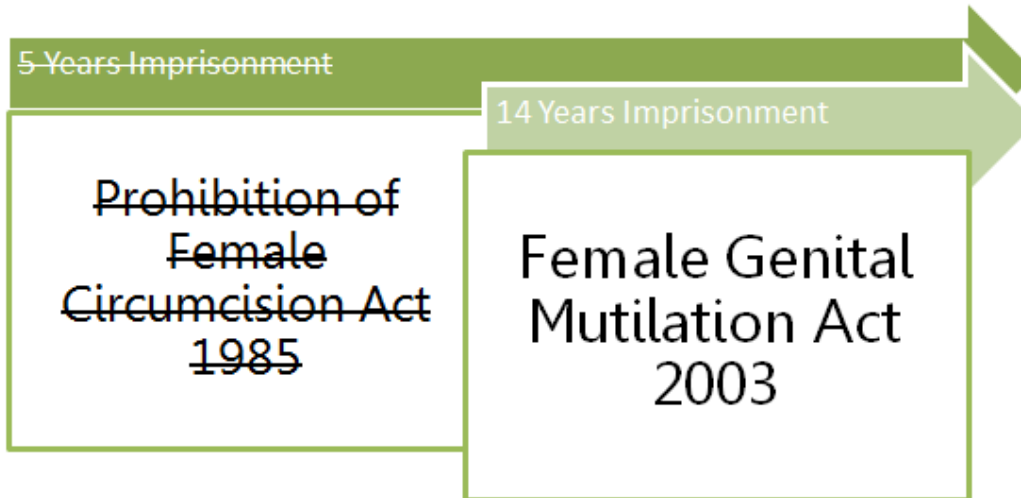 5 Years Imprisonment
14 Years Imprisonment
Prohibition of
Female
Circumcision Act
1985
Female Genital
Mutilation Act
2003